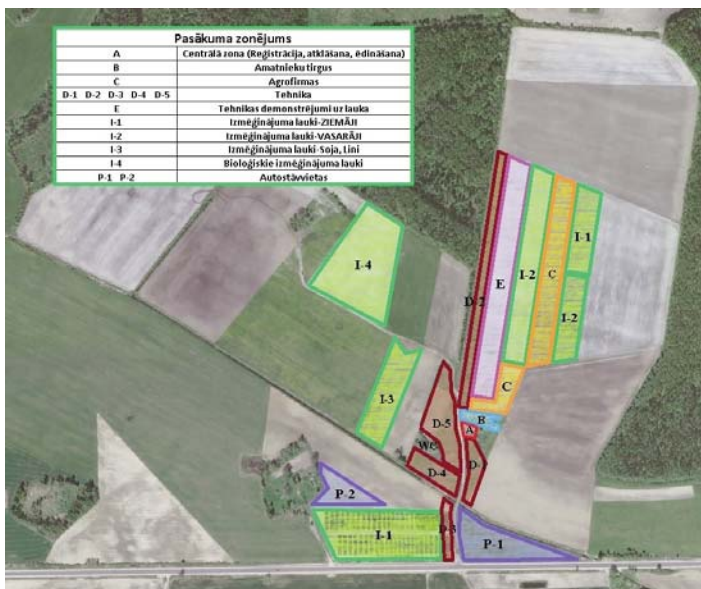 Pasākuma zonējums
A Centrālā zona (Reģistrācija, atklāšana, ēdināšana)
B Amatnieku tirgus
C Agrofirmas
D-1 D-2 D-3 D-4 D-5 Tehnika
E Tehnikas demonstrējumi uz lauka
I-1 Izmēģinājuma lauki-ZIEMĀJI
I-2 Izmēģinājuma lauki-VASARĀJI
I-3 Izmēģinājuma lauki-Soja, Lini
I-4 Bioloģiskie izmēģinājuma lauki
P-1 P-2 Autostāvvietas
I-1
I-4
D-2
E
I-2
C
I-2
I-3
C
D-5
B
A
WC
D-4
D-
P-2
I-1
D-3
P-1